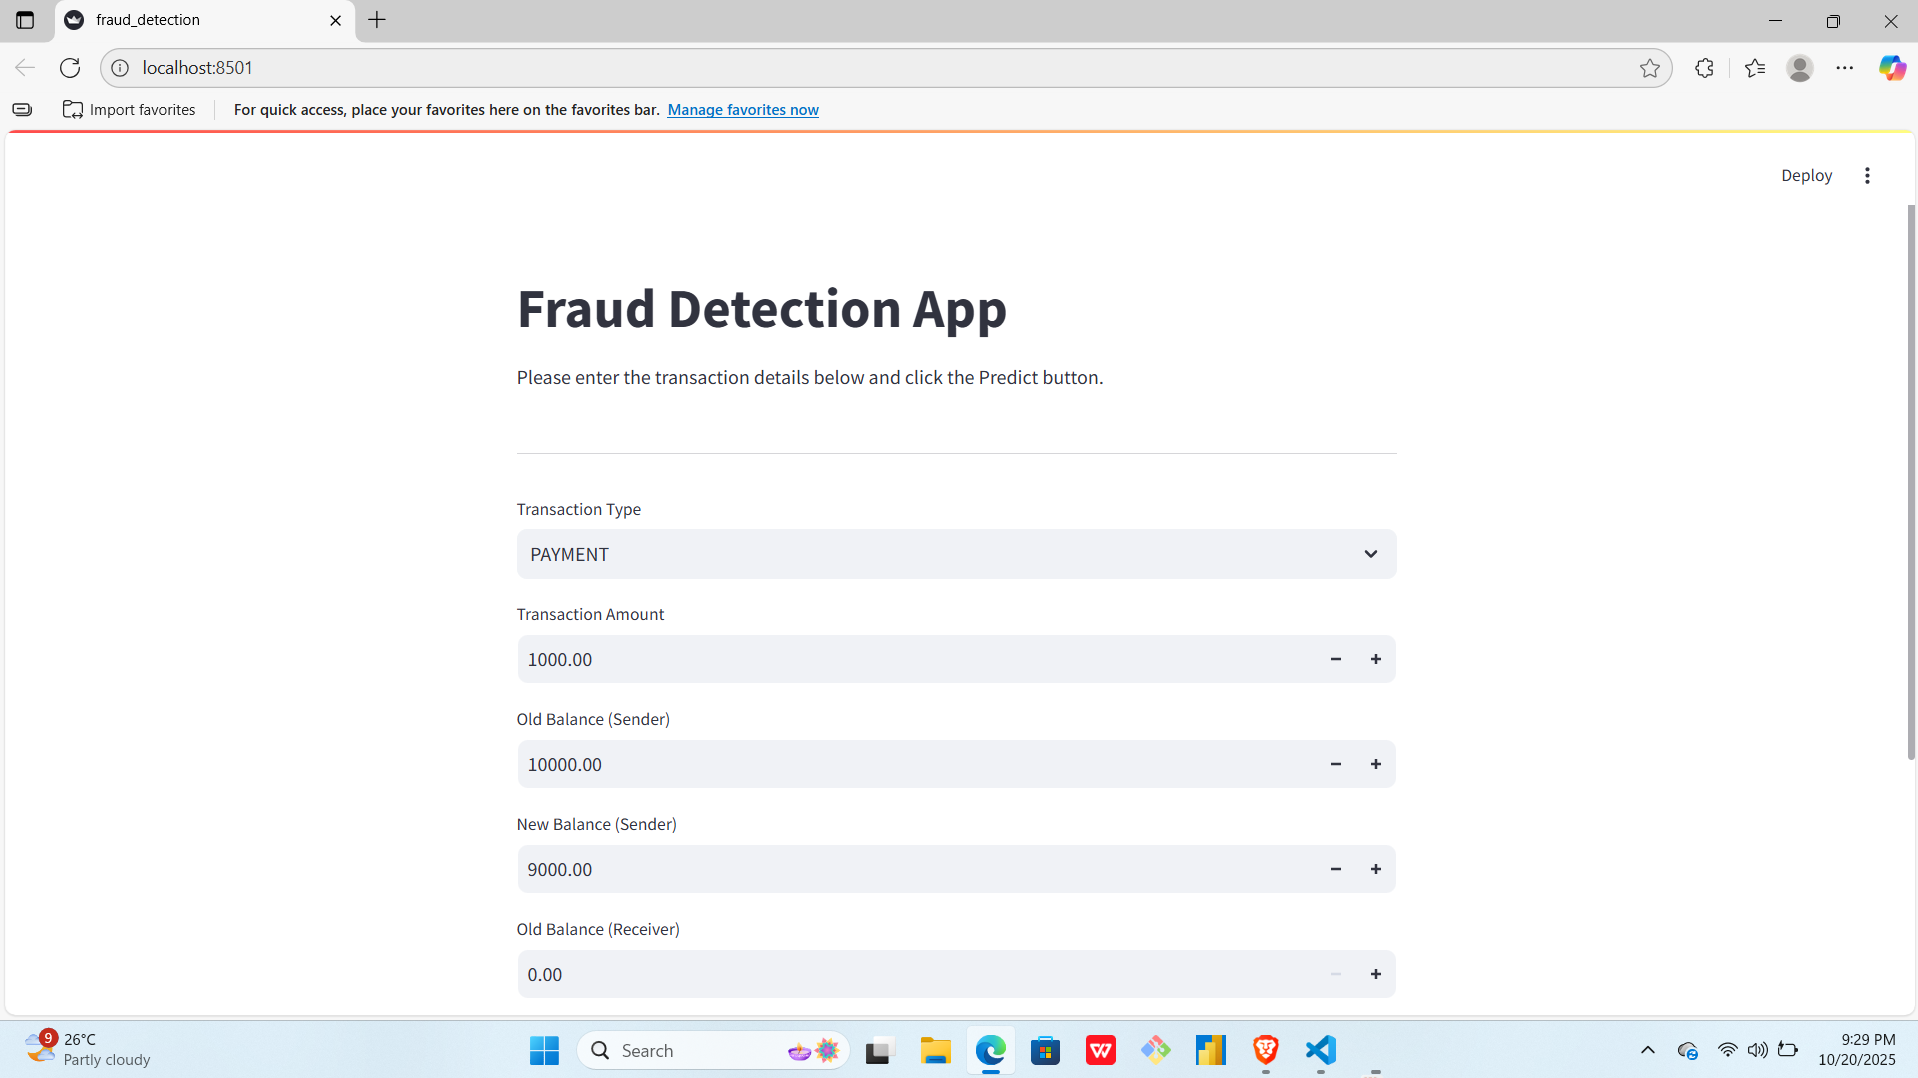 fraud_detection
localhost:8501
Import favorites
For quick access, place your favorites here on the favorites bar. Manage favorites now
Deploy
Fraud Detection App
Please enter the transaction details below and click the Predict button.
Transaction Type
PAYMENT
Transaction Amount
1000.00
Old Balance (Sender)
10000.00
New Balance (Sender)
9000.00
Old Balance (Receiver)
0.00
9
26°C
Partly cloudy
Search
W
9:29 PM
10/20/2025